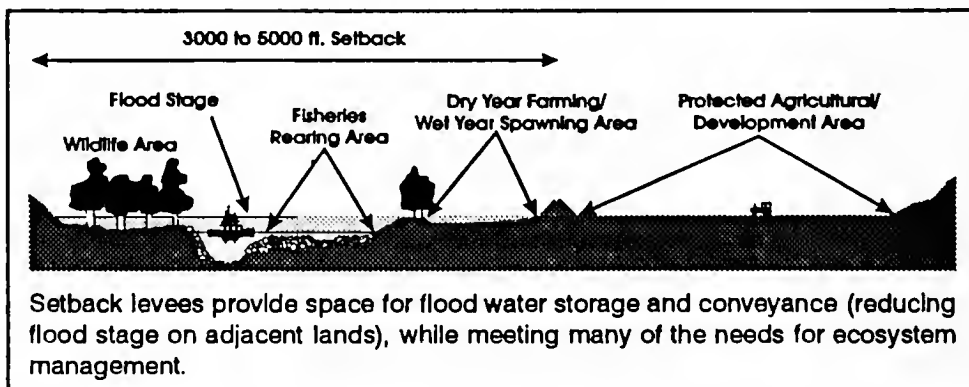 3000 to 5000 ft. Setback
Flood Stage
Wildlife Area
Fisheries
Rearing Area
Dry Year Farming/
Wet Year Spawning Area
Protected Agricultural/
Development Area
Setback levees provide space for flood water storage and conveyance (reducing
flood stage on adjacent lands), while meeting many of the needs for ecosystem
management.